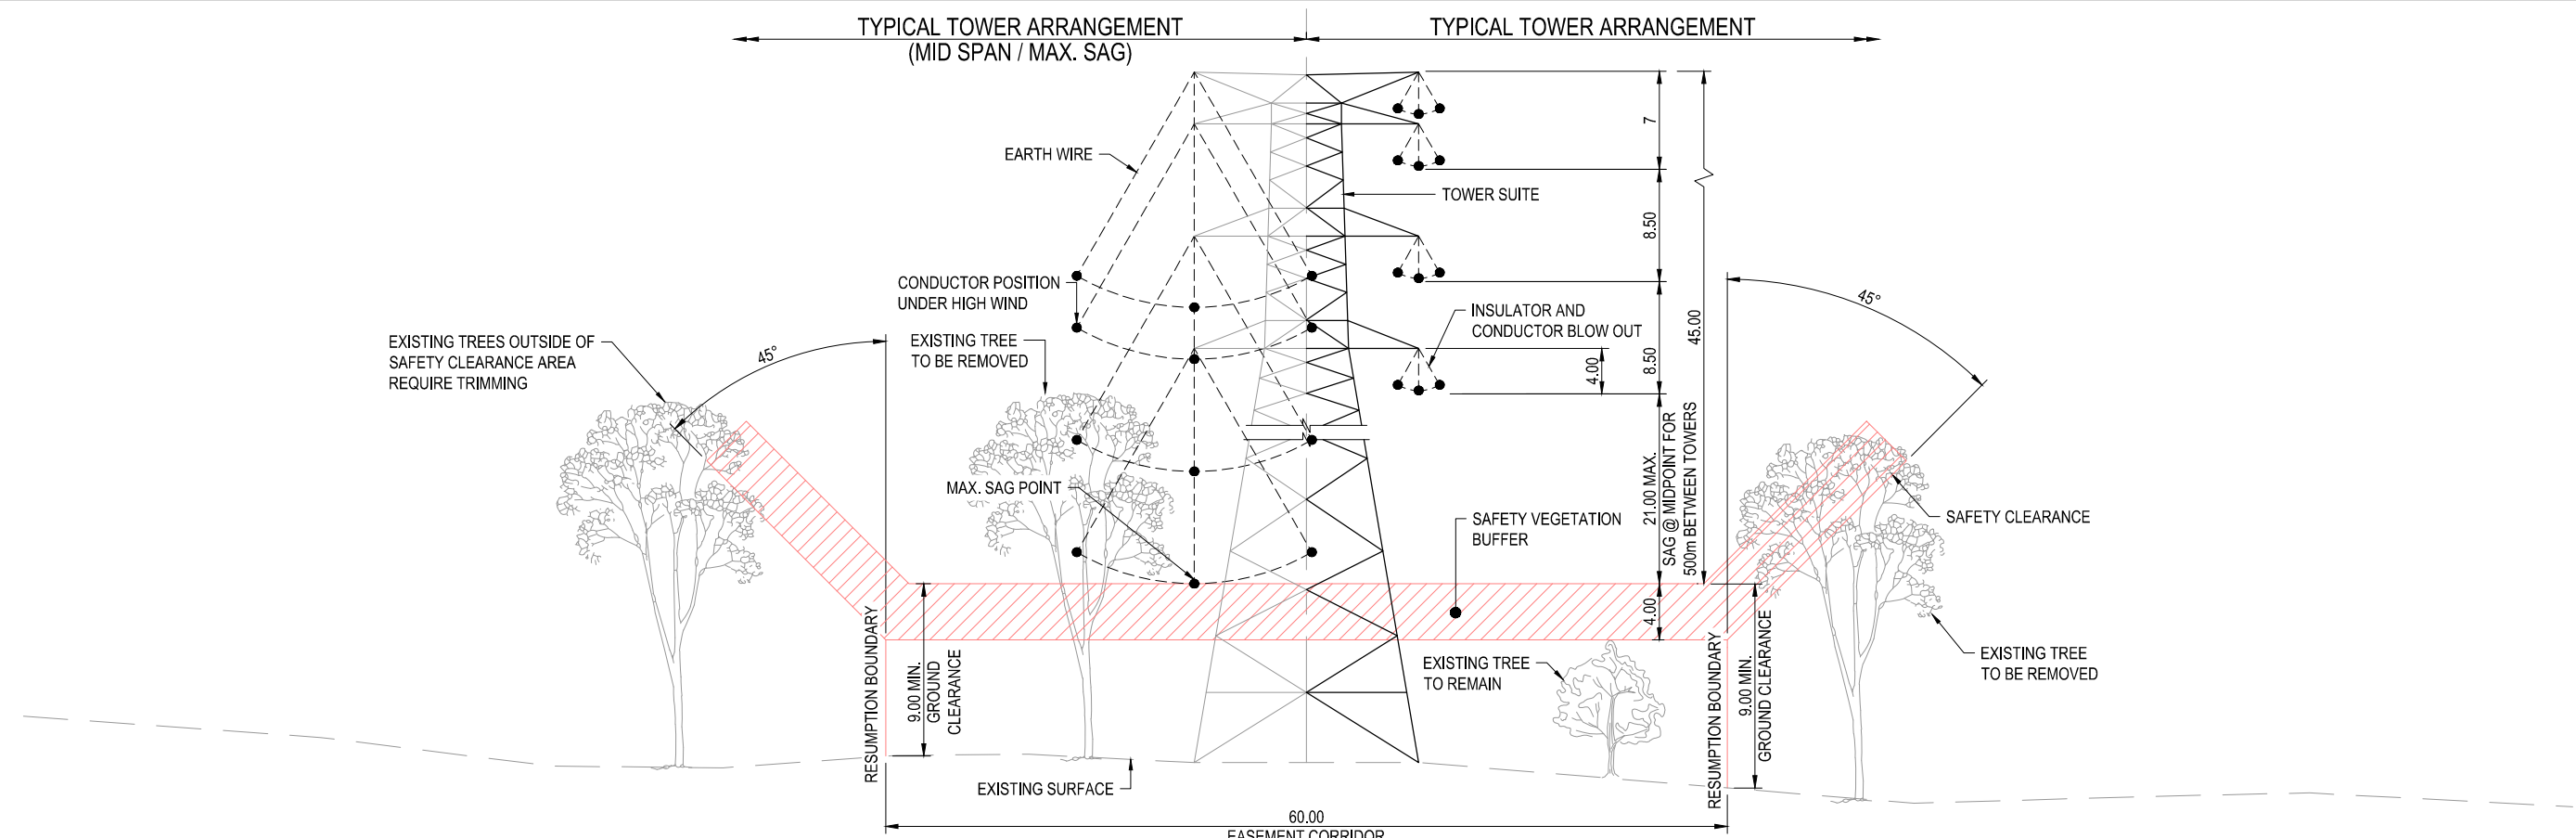 TYPICAL TOWER ARRANGEMENT
(MID SPAN / MAX. SAG)
TYPICAL TOWER ARRANGEMENT
EARTH WIRE
7
TOWER SUITE
8.50
CONDUCTOR POSITION
UNDER HIGH WIND
45°
INSULATOR AND
CONDUCTOR BLOW OUT
45.00
EXISTING TREES OUTSIDE OF
SAFETY CLEARANCE AREA
REQUIRE TRIMMING
45°
EXISTING TREE
TO BE REMOVED
4.00
8.50
MAX. SAG POINT
21.00 MAX.
SAG @ MIDPOINT FOR
500m BETWEEN TOWERS
SAFETY VEGETATION
BUFFER
SAFETY CLEARANCE
4.00
RESUMPTION BOUNDARY
9.00 MIN.
GROUND
CLEARANCE
EXISTING TREE
TO REMAIN
RESUMPTION BOUNDARY
9.00 MIN.
GROUND CLEARANCE
EXISTING TREE
TO BE REMOVED
EXISTING SURFACE
60.00
EASEMENT CORRIDOR